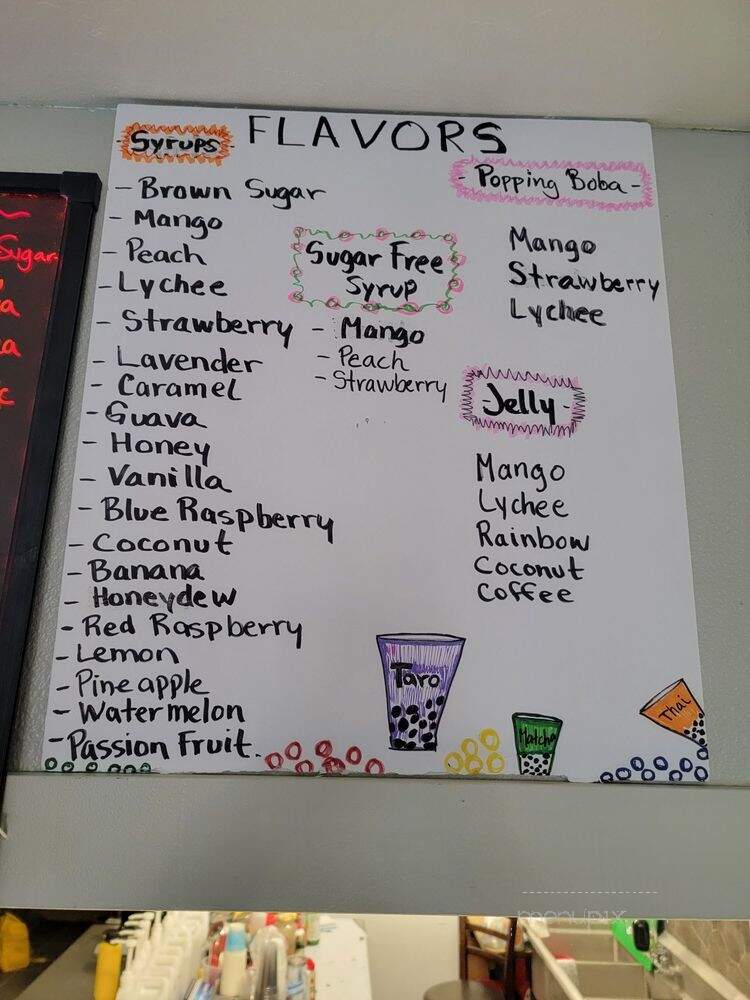 FLAVORS
Syrups
- Brown Sugar
- Mango
- Peach
- Lychee
- Strawberry
- Lavender
- Caramel
- Guava
- Honey
- Vanilla
- Blue Raspberry
- Coconut
- Banana
- Honeydew
- Red Raspberry
- Lemon
- Pineapple
- Watermelon
- Passion Fruit.
Sugar Free
Syrup
- Mango
- Peach
- Strawberry
- Popping Boba -
Mango
Strawberry
Lychee
- Jelly -
Mango
Lychee
Rainbow
Coconut
Coffee
Taro
Matcha
Thai
Sugar
menupix